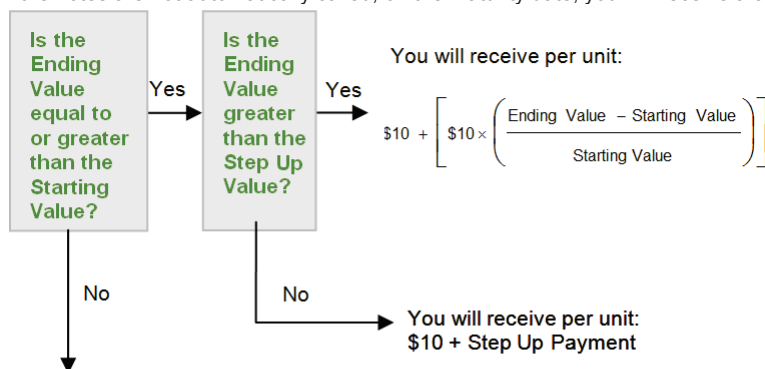 Is the
Ending
Value
equal to
or greater
than the
Starting
Value?
Yes
Is the
Ending
Value
greater
than the
Step Up
Value?
Yes
You will receive per unit:
$10 + [ $10 × ( Ending Value – Starting Value
Starting Value ) ]
No
No
You will receive per unit:
$10 + Step Up Payment